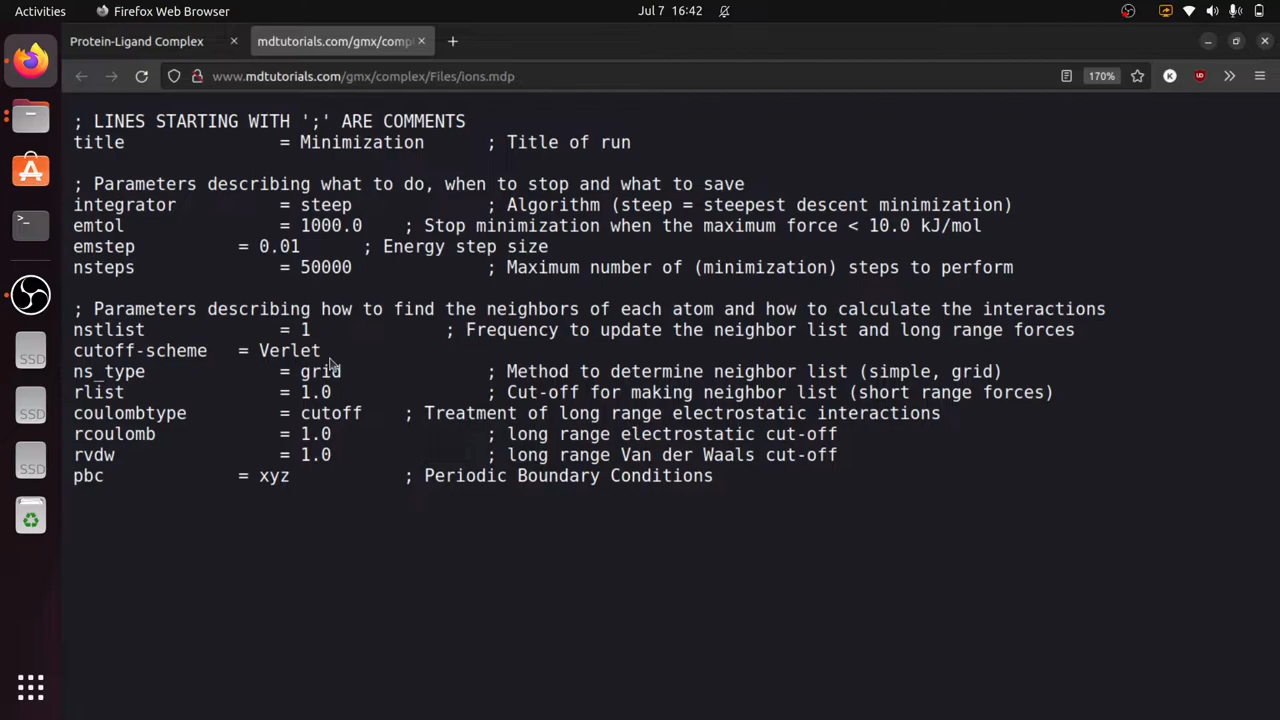 Activities Firefox Web Browser Jul 7 16:42
Protein-Ligand Complex mdtutorials.com/gmx/comp
www.mdtutorials.com/gmx/complex/Files/ions.mdp 170% K
; LINES STARTING WITH ';' ARE COMMENTS
title = Minimization ; Title of run
; Parameters describing what to do, when to stop and what to save
integrator = steep ; Algorithm (steep = steepest descent minimization)
emtol = 1000.0 ; Stop minimization when the maximum force < 10.0 kJ/mol
emstep = 0.01 ; Energy step size
nsteps = 50000 ; Maximum number of (minimization) steps to perform
; Parameters describing how to find the neighbors of each atom and how to calculate the interactions
nstlist = 1 ; Frequency to update the neighbor list and long range forces
cutoff-scheme = Verlet
ns_type = grid ; Method to determine neighbor list (simple, grid)
rlist = 1.0 ; Cut-off for making neighbor list (short range forces)
coulombtype = cutoff ; Treatment of long range electrostatic interactions
rcoulomb = 1.0 ; long range electrostatic cut-off
rvdw = 1.0 ; long range Van der Waals cut-off
pbc = xyz ; Periodic Boundary Conditions
SSD
SSD
SSD
SSD